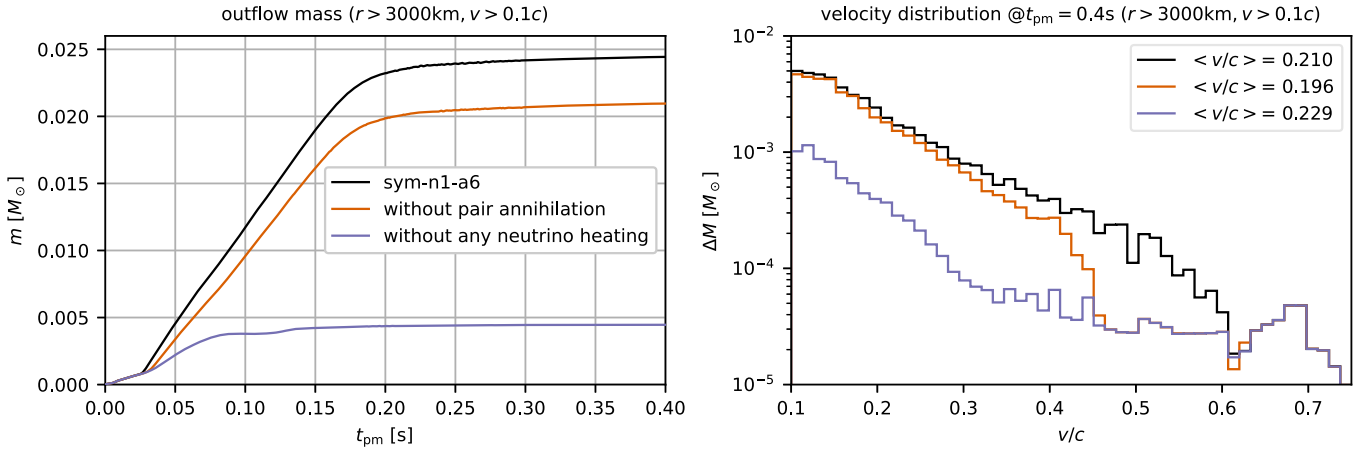 outflow mass (r > 3000km, v > 0.1c)
0.025
0.020
0.015
0.010
0.005
0.000
m [M⊙]
sym-n1-a6
without pair annihilation
without any neutrino heating
0.00 0.05 0.10 0.15 0.20 0.25 0.30 0.35 0.40
tpm [s]
velocity distribution @tpm = 0.4s (r > 3000km, v > 0.1c)
10⁻²
10⁻³
10⁻⁴
10⁻⁵
ΔM [M⊙]
< v/c > = 0.210
< v/c > = 0.196
< v/c > = 0.229
0.1 0.2 0.3 0.4 0.5 0.6 0.7
v/c